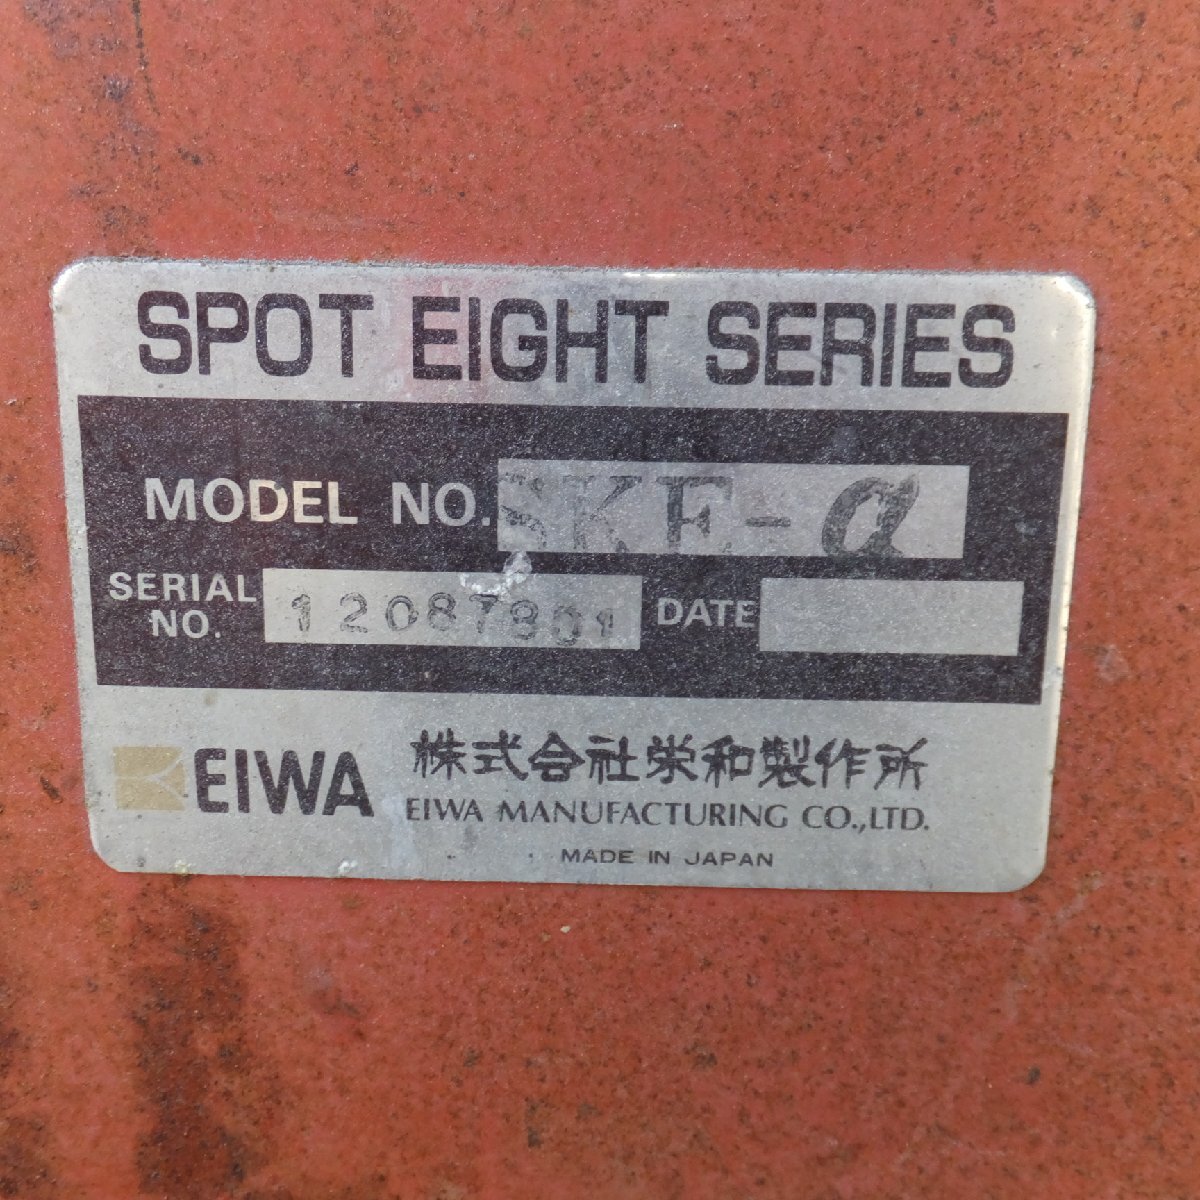 SPOT EIGHT SERIES
MODEL NO. SKE-α
SERIAL NO. 12087801
DATE
EIWA
株式会社栄和製作所
EIWA MANUFACTURING CO.,LTD.
MADE IN JAPAN